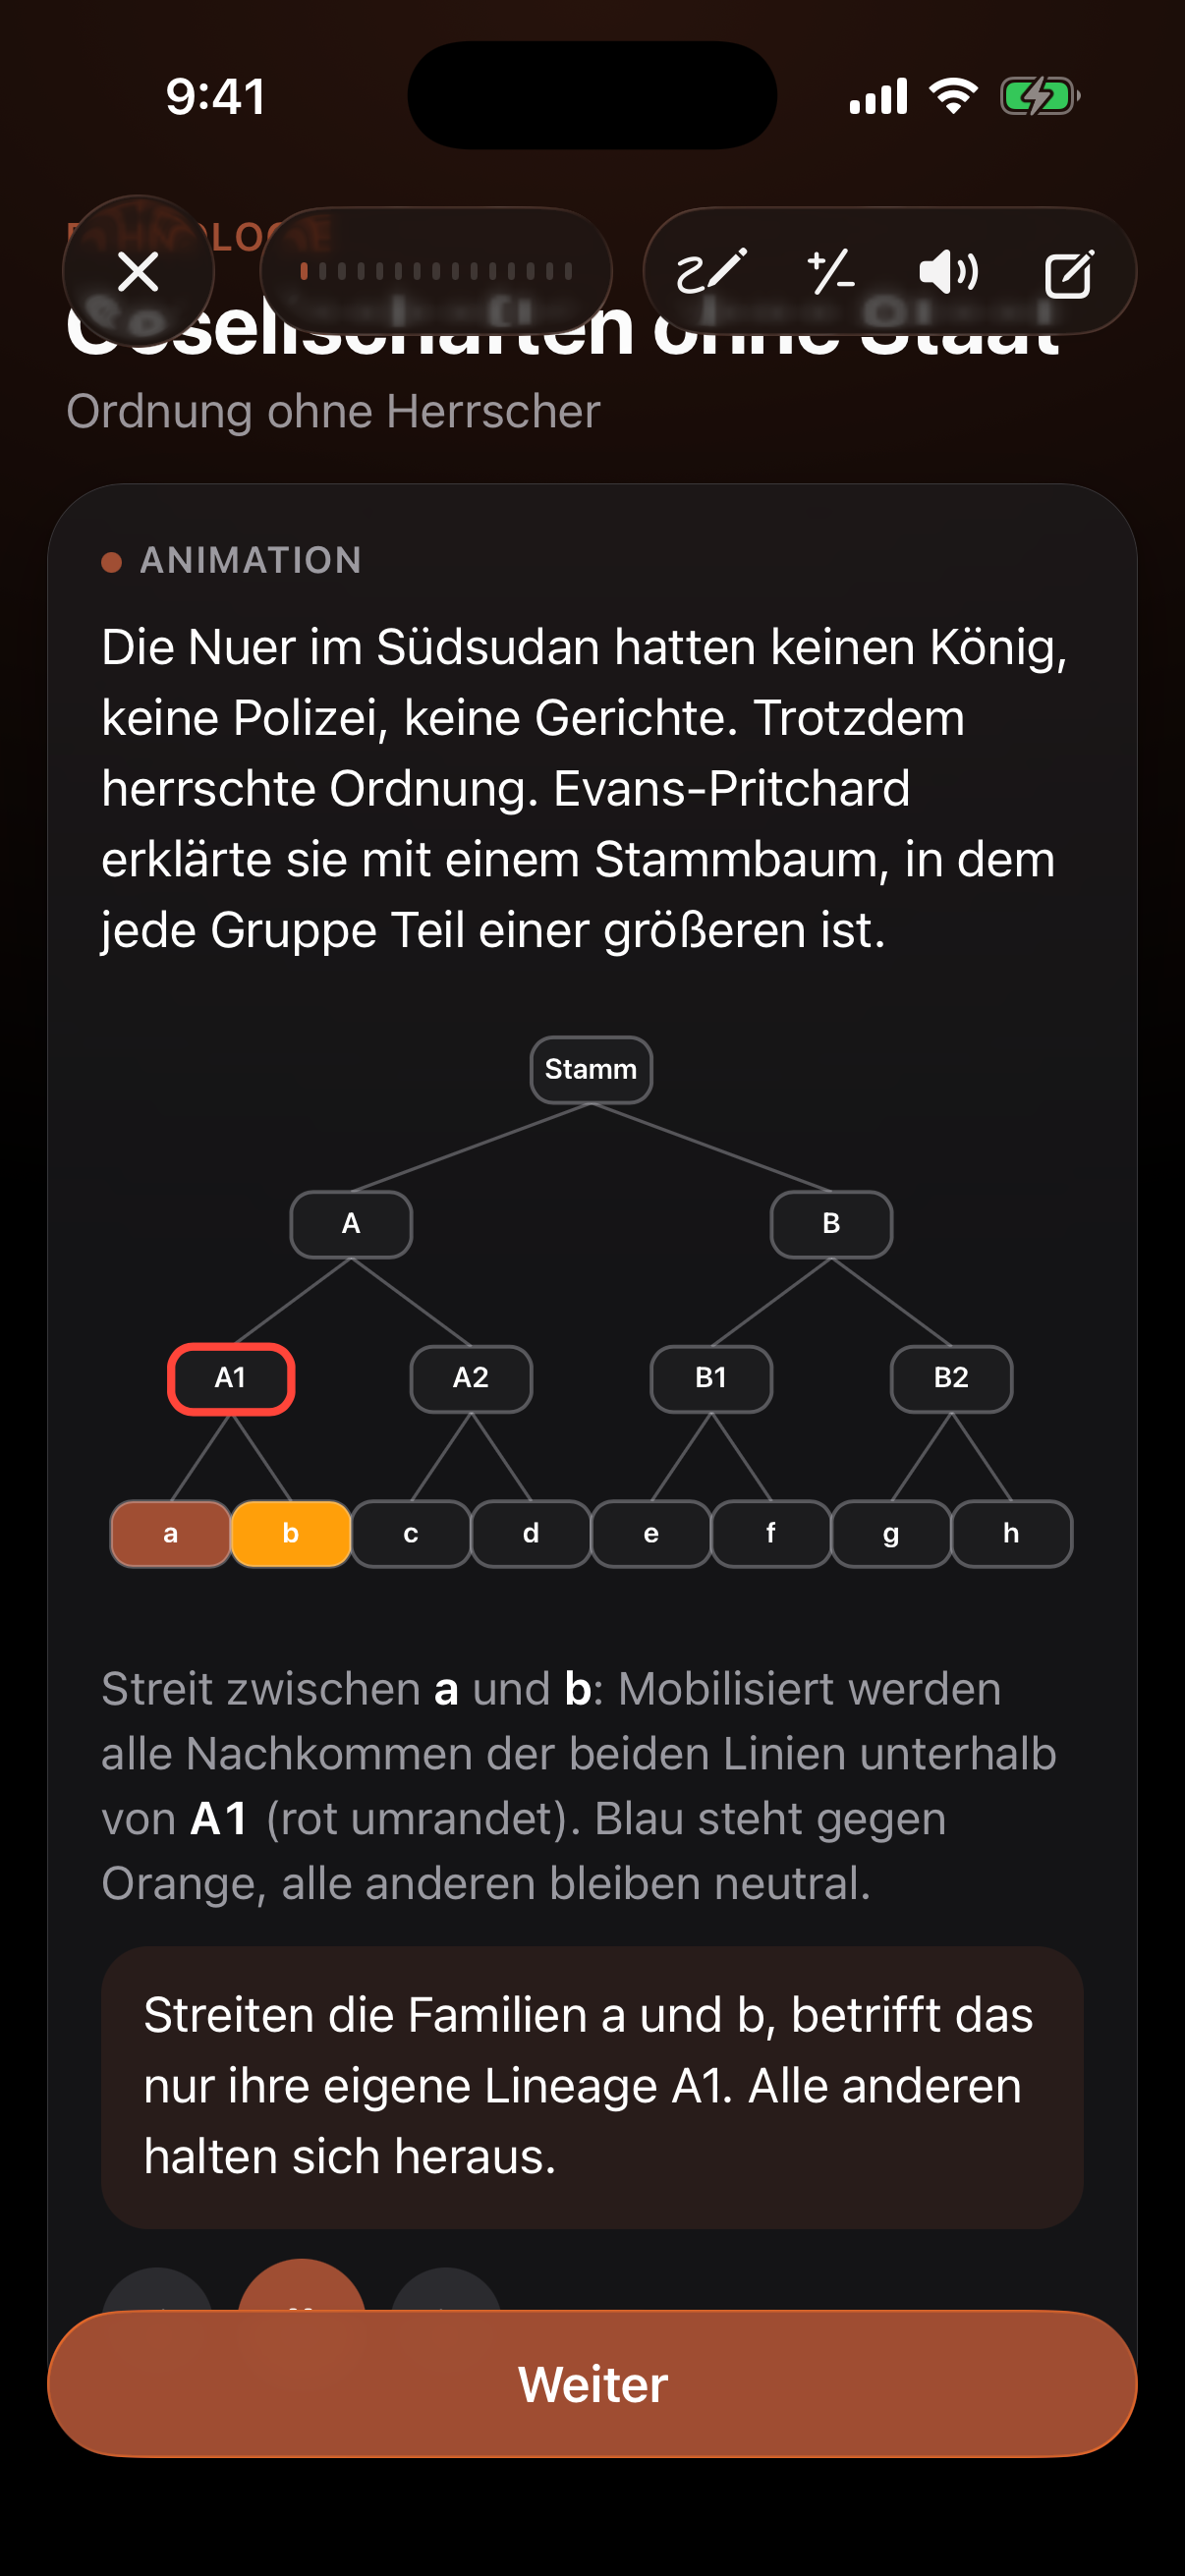 9:41
ETHNOLOGIE
Gesellschaften ohne Staat
Ordnung ohne Herrscher
ANIMATION
Die Nuer im Südsudan hatten keinen König,
keine Polizei, keine Gerichte. Trotzdem
herrschte Ordnung. Evans-Pritchard
erklärte sie mit einem Stammbaum, in dem
jede Gruppe Teil einer größeren ist.
Stamm
A B
A1 A2 B1 B2
a b c d e f g h
Streit zwischen a und b: Mobilisiert werden
alle Nachkommen der beiden Linien unterhalb
von A1 (rot umrandet). Blau steht gegen
Orange, alle anderen bleiben neutral.
Streiten die Familien a und b, betrifft das
nur ihre eigene Lineage A1. Alle anderen
halten sich heraus.
Weiter